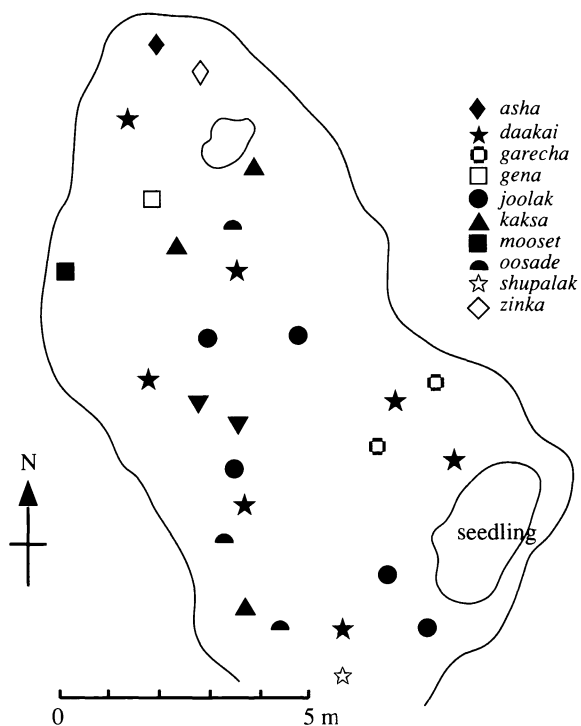 asha
daakai
garecha
gena
joolak
kaksa
mooset
oosade
shupalak
zinka
N
seedling
0 5 m